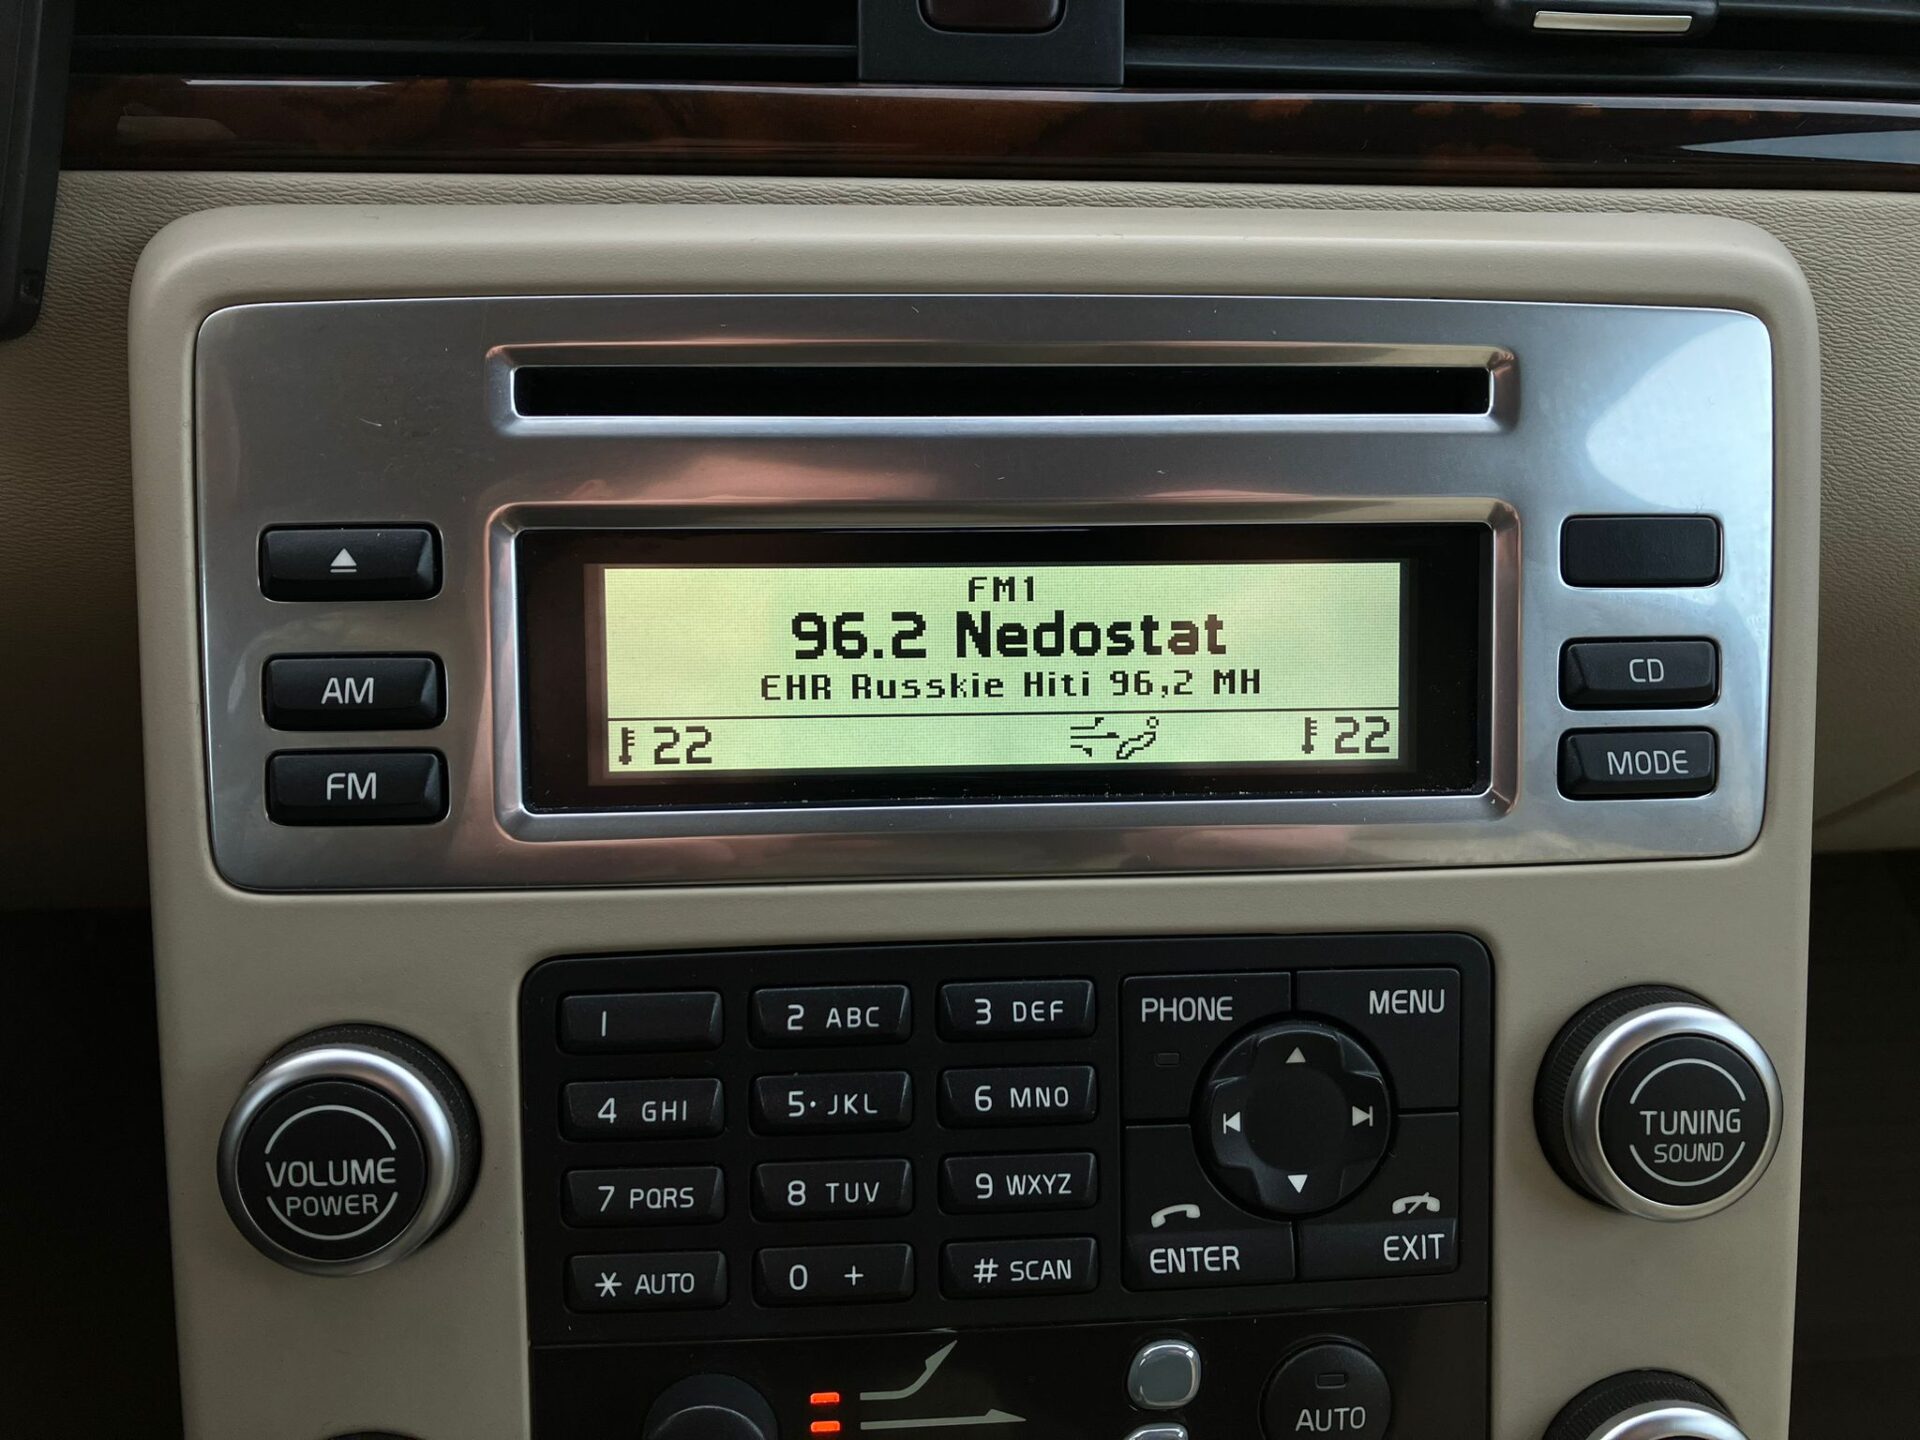 FM1
96.2 Nedostat
EHR Russkie Hiti 96,2 MH
22
22
AM
FM
CD
MODE
1
2 ABC
3 DEF
4 GHI
5· JKL
6 MNO
7 PQRS
8 TUV
9 WXYZ
* AUTO
0 +
# SCAN
PHONE
MENU
ENTER
EXIT
VOLUME
POWER
TUNING
SOUND
AUTO